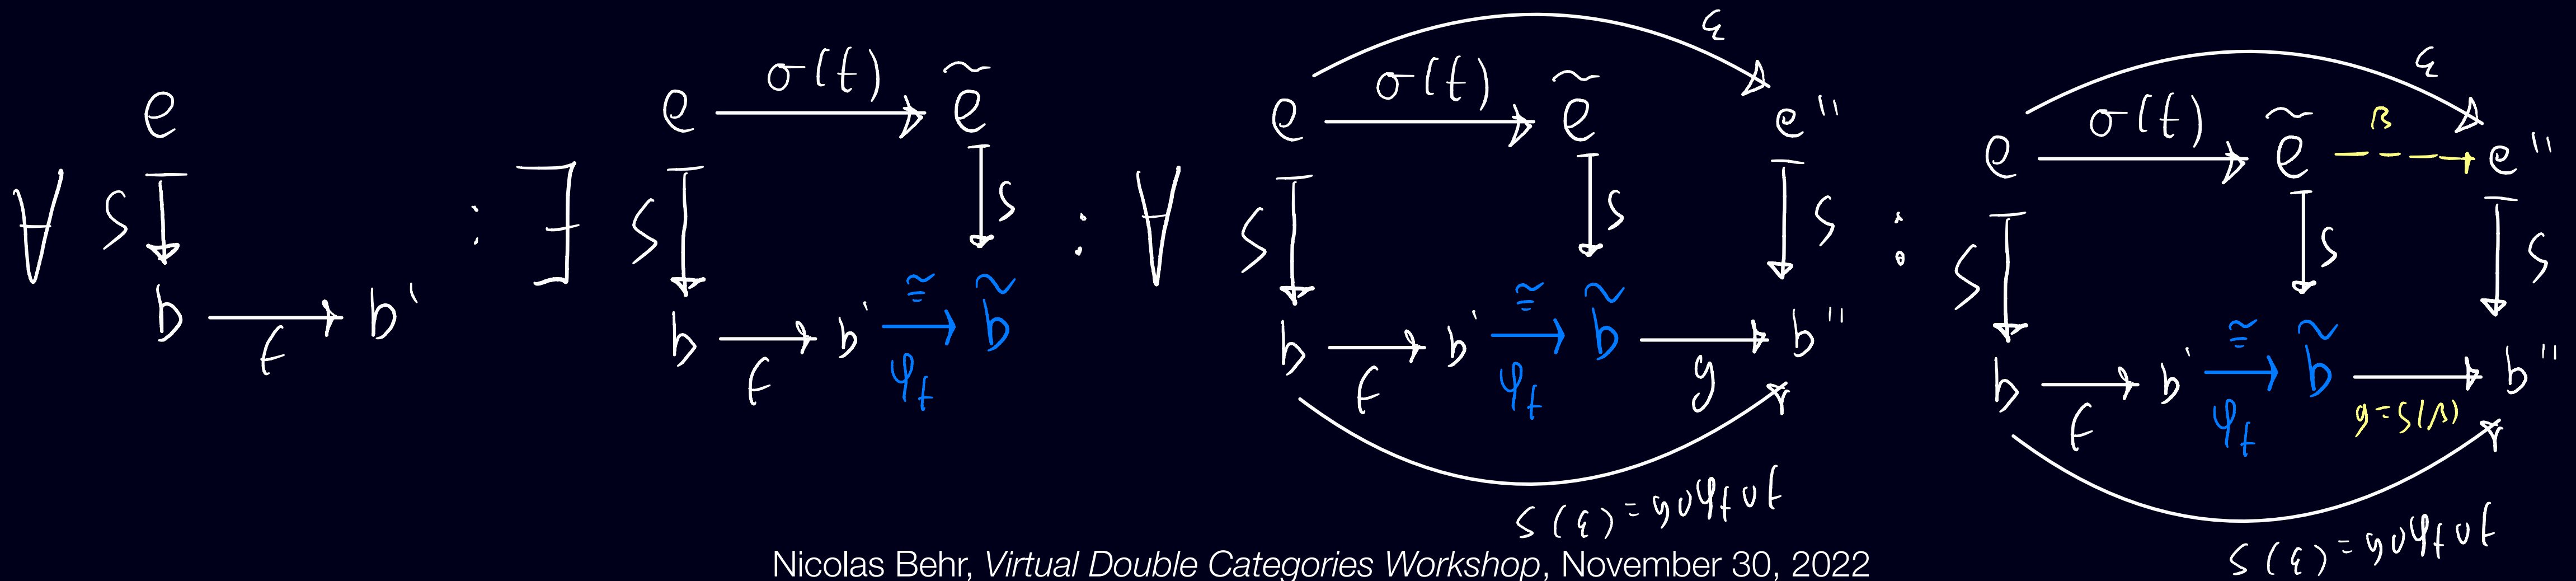 ∀ e S b f b' : ∃ e σ(f) ẽ S S b f b' ≅ φ_f b̃ : ∀ e σ(f) ẽ ε e'' S S S b f b' ≅ φ_f b̃ g b'' S(ε) = g∘φ_f∘f : e σ(f) ẽ β ε e'' S S S b f b' ≅ φ_f b̃ g=S(β) b'' S(ε) = g∘φ_f∘f
Nicolas Behr, Virtual Double Categories Workshop, November 30, 2022